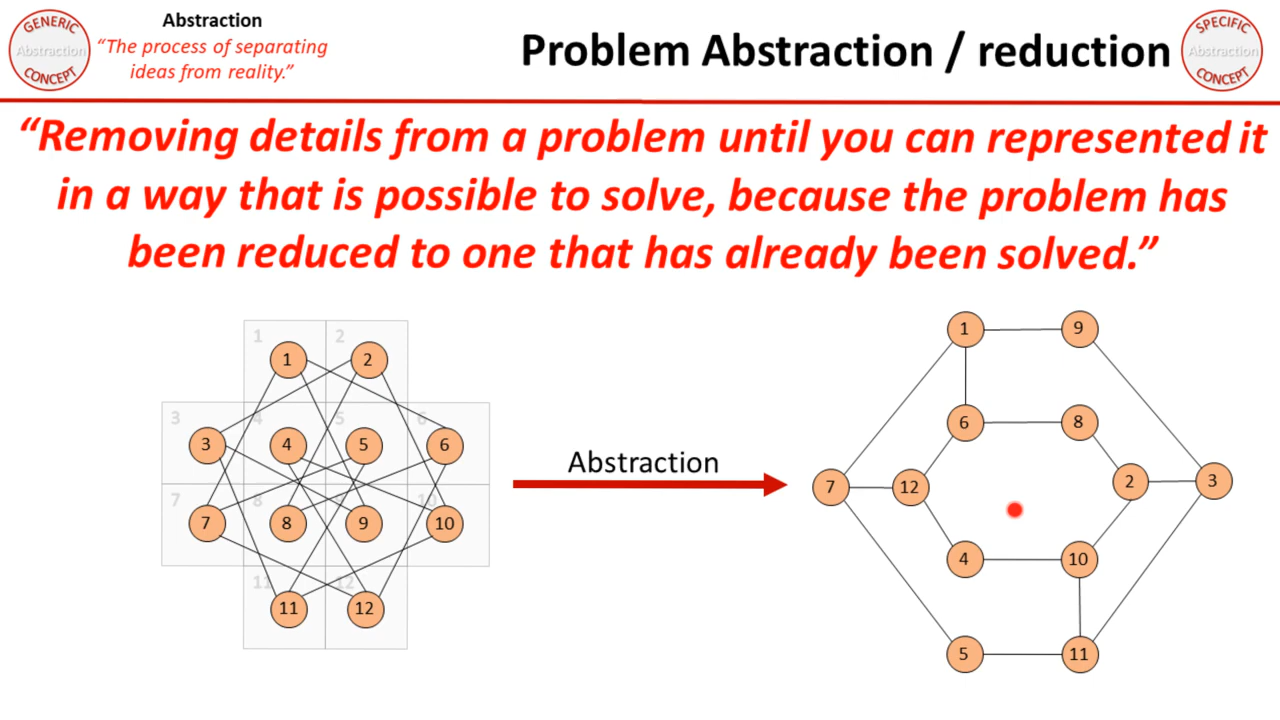 GENERIC
Abstraction
CONCEPT
Abstraction
“The process of separating
ideas from reality.”
Problem Abstraction / reduction
SPECIFIC
Abstraction
CONCEPT
“Removing details from a problem until you can represented it
in a way that is possible to solve, because the problem has
been reduced to one that has already been solved.”
1 2
1 2
3 4 5 6
3 4 5 6
7 8 10
7 8 9 10
11 12
11 12
Abstraction
1 9
6 8
7 12 2 3
4 10
5 11